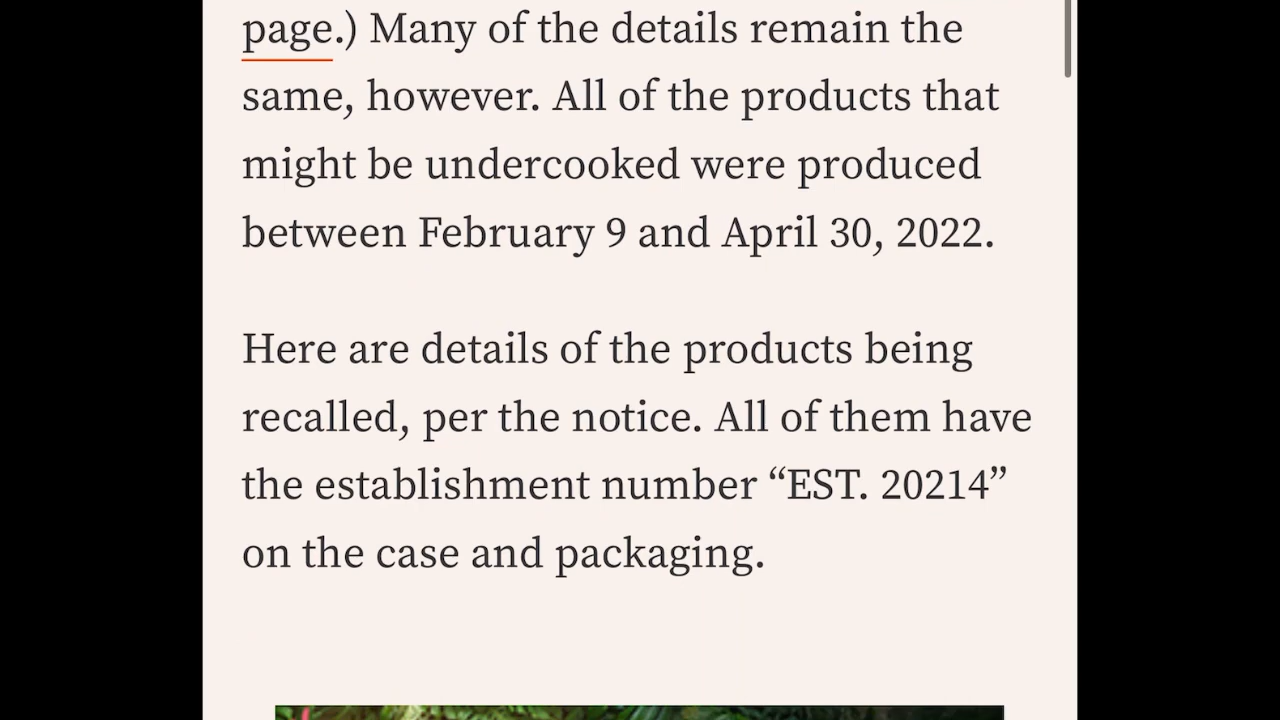 page.) Many of the details remain the
same, however. All of the products that
might be undercooked were produced
between February 9 and April 30, 2022.
Here are details of the products being
recalled, per the notice. All of them have
the establishment number “EST. 20214”
on the case and packaging.